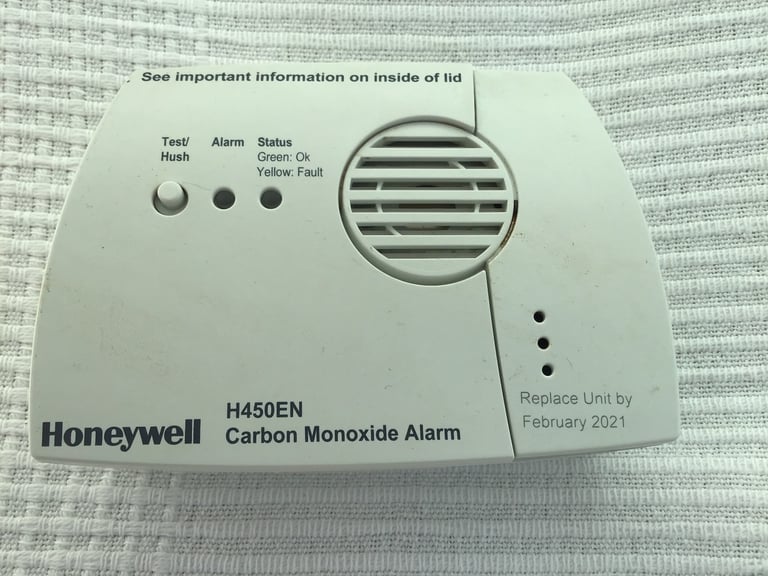 See important information on inside of lid
Test/
Hush
Alarm
Status
Green: Ok
Yellow: Fault
Honeywell
H450EN
Carbon Monoxide Alarm
Replace Unit by
February 2021